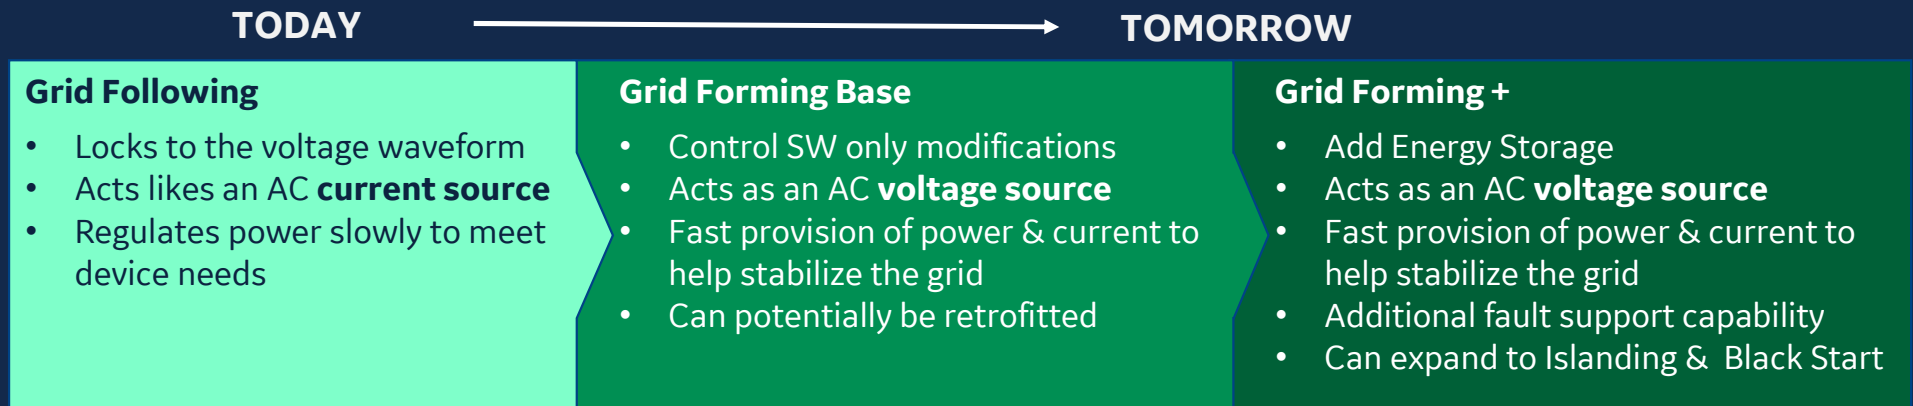 TODAY
TOMORROW
Grid Following
• Locks to the voltage waveform
• Acts likes an AC current source
• Regulates power slowly to meet
device needs
Grid Forming Base
• Control SW only modifications
• Acts as an AC voltage source
• Fast provision of power & current to
help stabilize the grid
• Can potentially be retrofitted
Grid Forming +
• Add Energy Storage
• Acts as an AC voltage source
• Fast provision of power & current to
help stabilize the grid
• Additional fault support capability
• Can expand to Islanding & Black Start